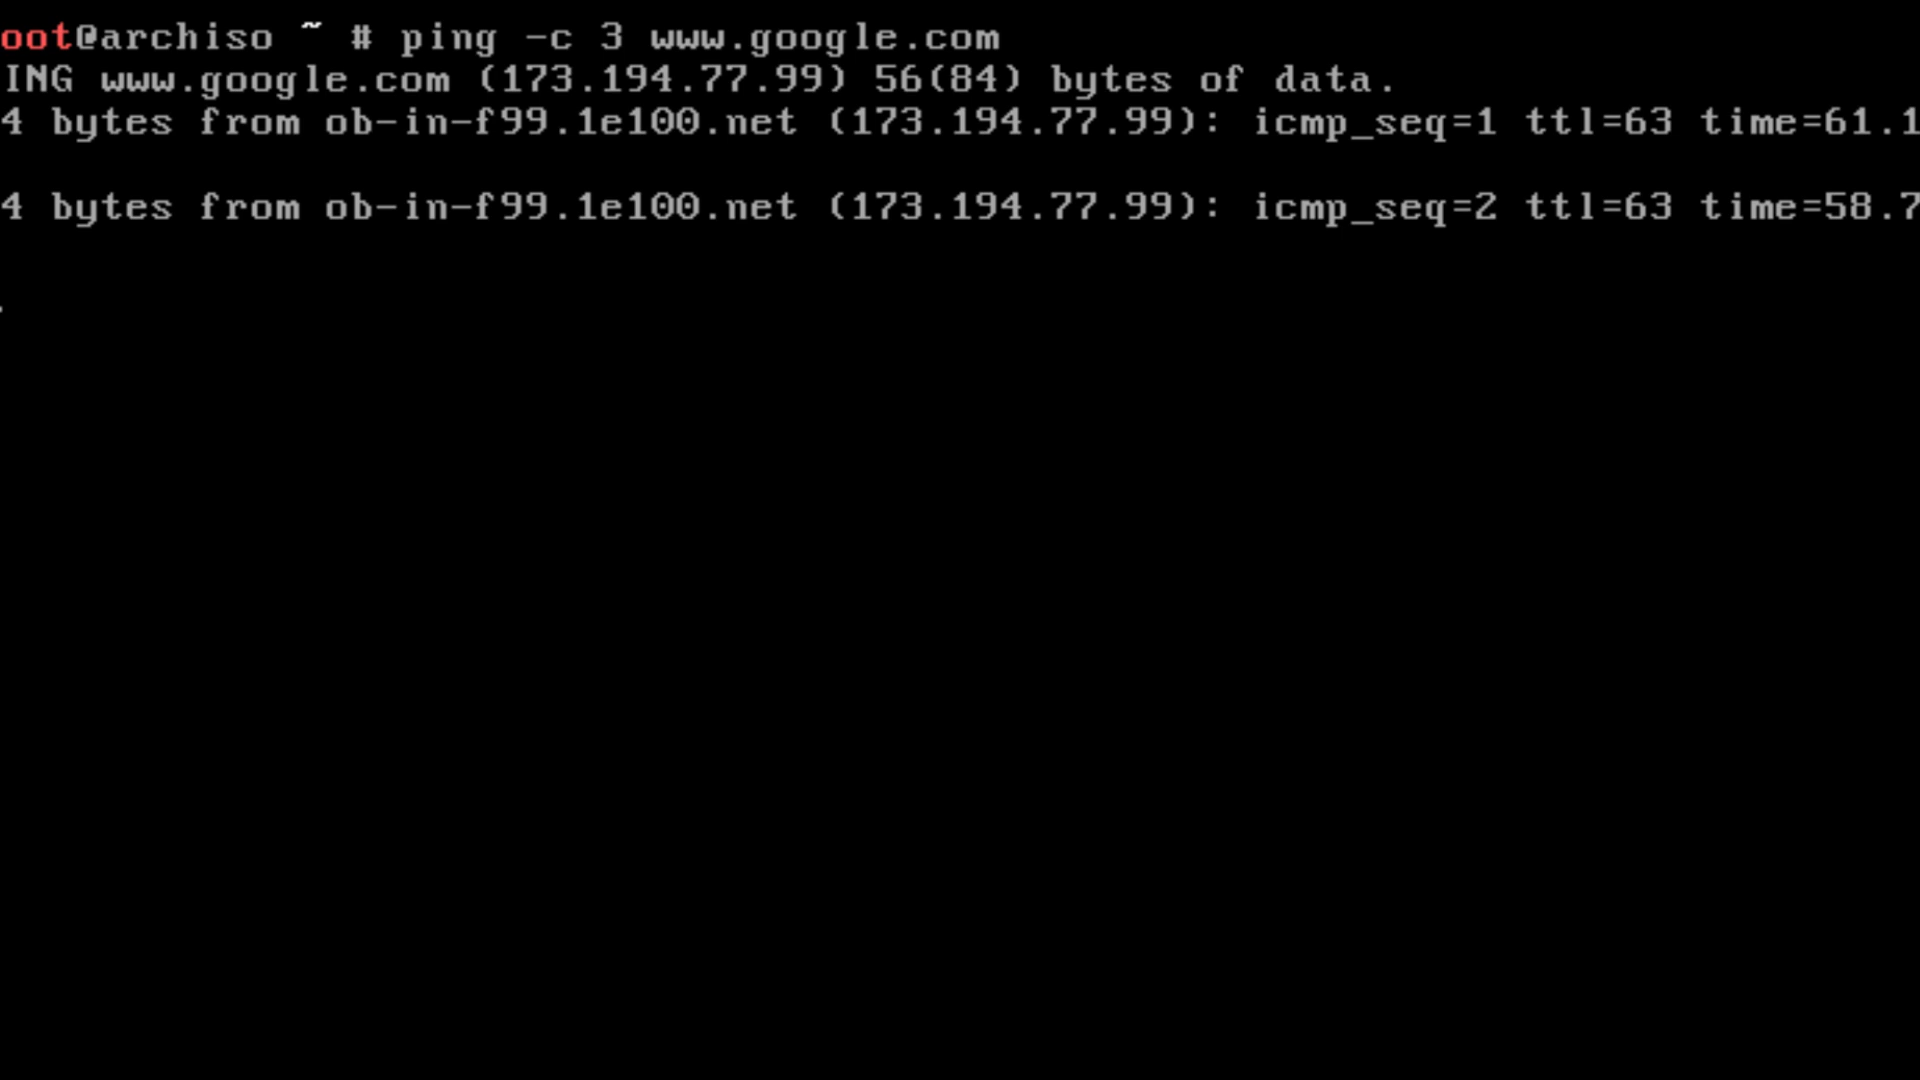 oot@archiso ~ # ping -c 3 www.google.com
ING www.google.com (173.194.77.99) 56(84) bytes of data.
4 bytes from ob-in-f99.1e100.net (173.194.77.99): icmp_seq=1 ttl=63 time=61.1
4 bytes from ob-in-f99.1e100.net (173.194.77.99): icmp_seq=2 ttl=63 time=58.7